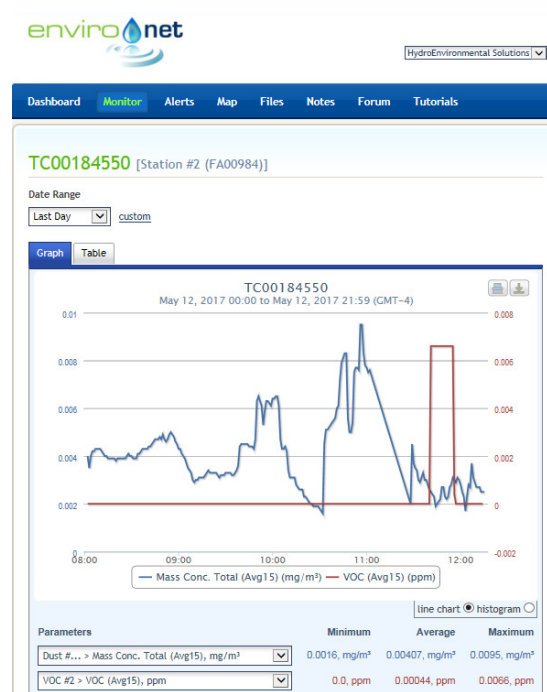 enviro net
HydroEnvironmental Solutions
Dashboard Monitor Alerts Map Files Notes Forum Tutorials
TC00184550 [Station #2 (FA00984)]
Date Range
Last Day custom
Graph Table
TC00184550
May 12, 2017 00:00 to May 12, 2017 21:59 (GMT-4)
0.01 0.008
0.008 0.006
0.006 0.004
0.004 0.002
0.002 0
0 -0.002
08:00 09:00 10:00 11:00 12:00
Mass Conc. Total (Avg15) (mg/m³) VOC (Avg15) (ppm)
line chart histogram
Parameters Minimum Average Maximum
Dust #... > Mass Conc. Total (Avg15), mg/m³ 0.0016, mg/m³ 0.00407, mg/m³ 0.0095, mg/m³
VOC #2 > VOC (Avg15), ppm 0.0, ppm 0.00044, ppm 0.0066, ppm